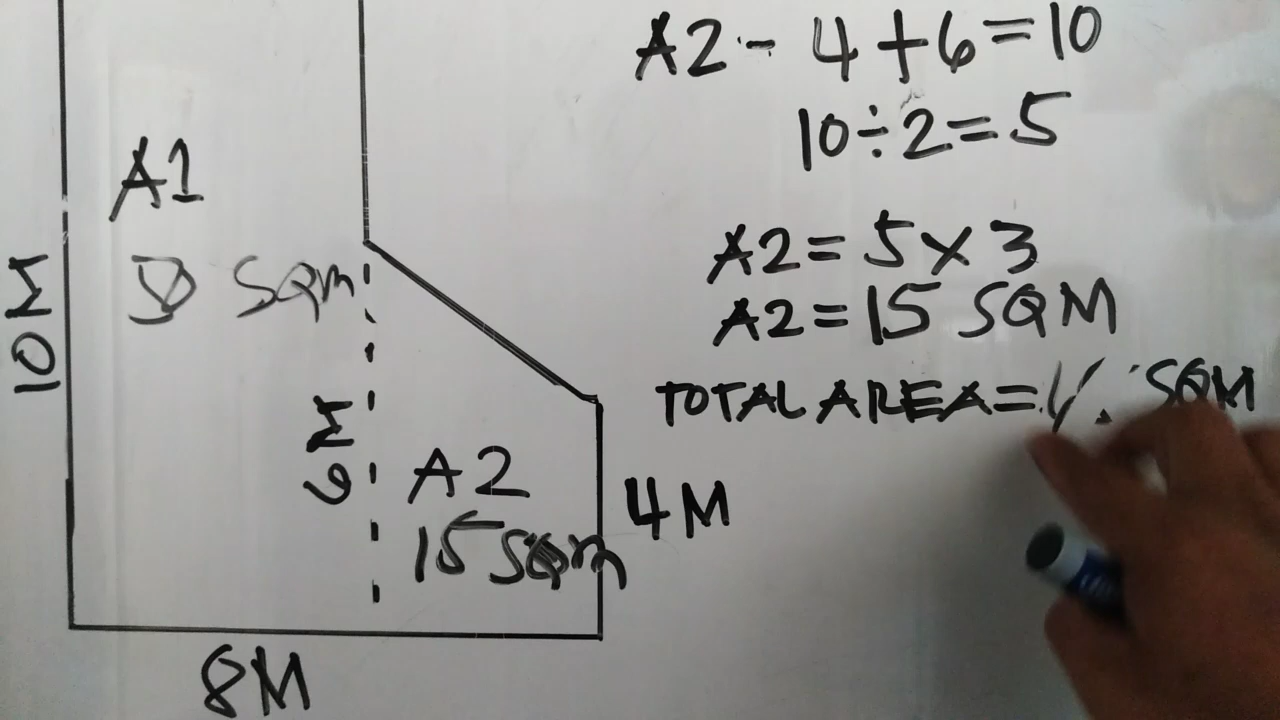 A2 - 4 + 6 = 10
10 ÷ 2 = 5
A1
SQM
10M
A2 = 5 x 3
A2 = 15 SQM
TOTAL AREA = SQM
6M
A2
15 SQM
4M
8M